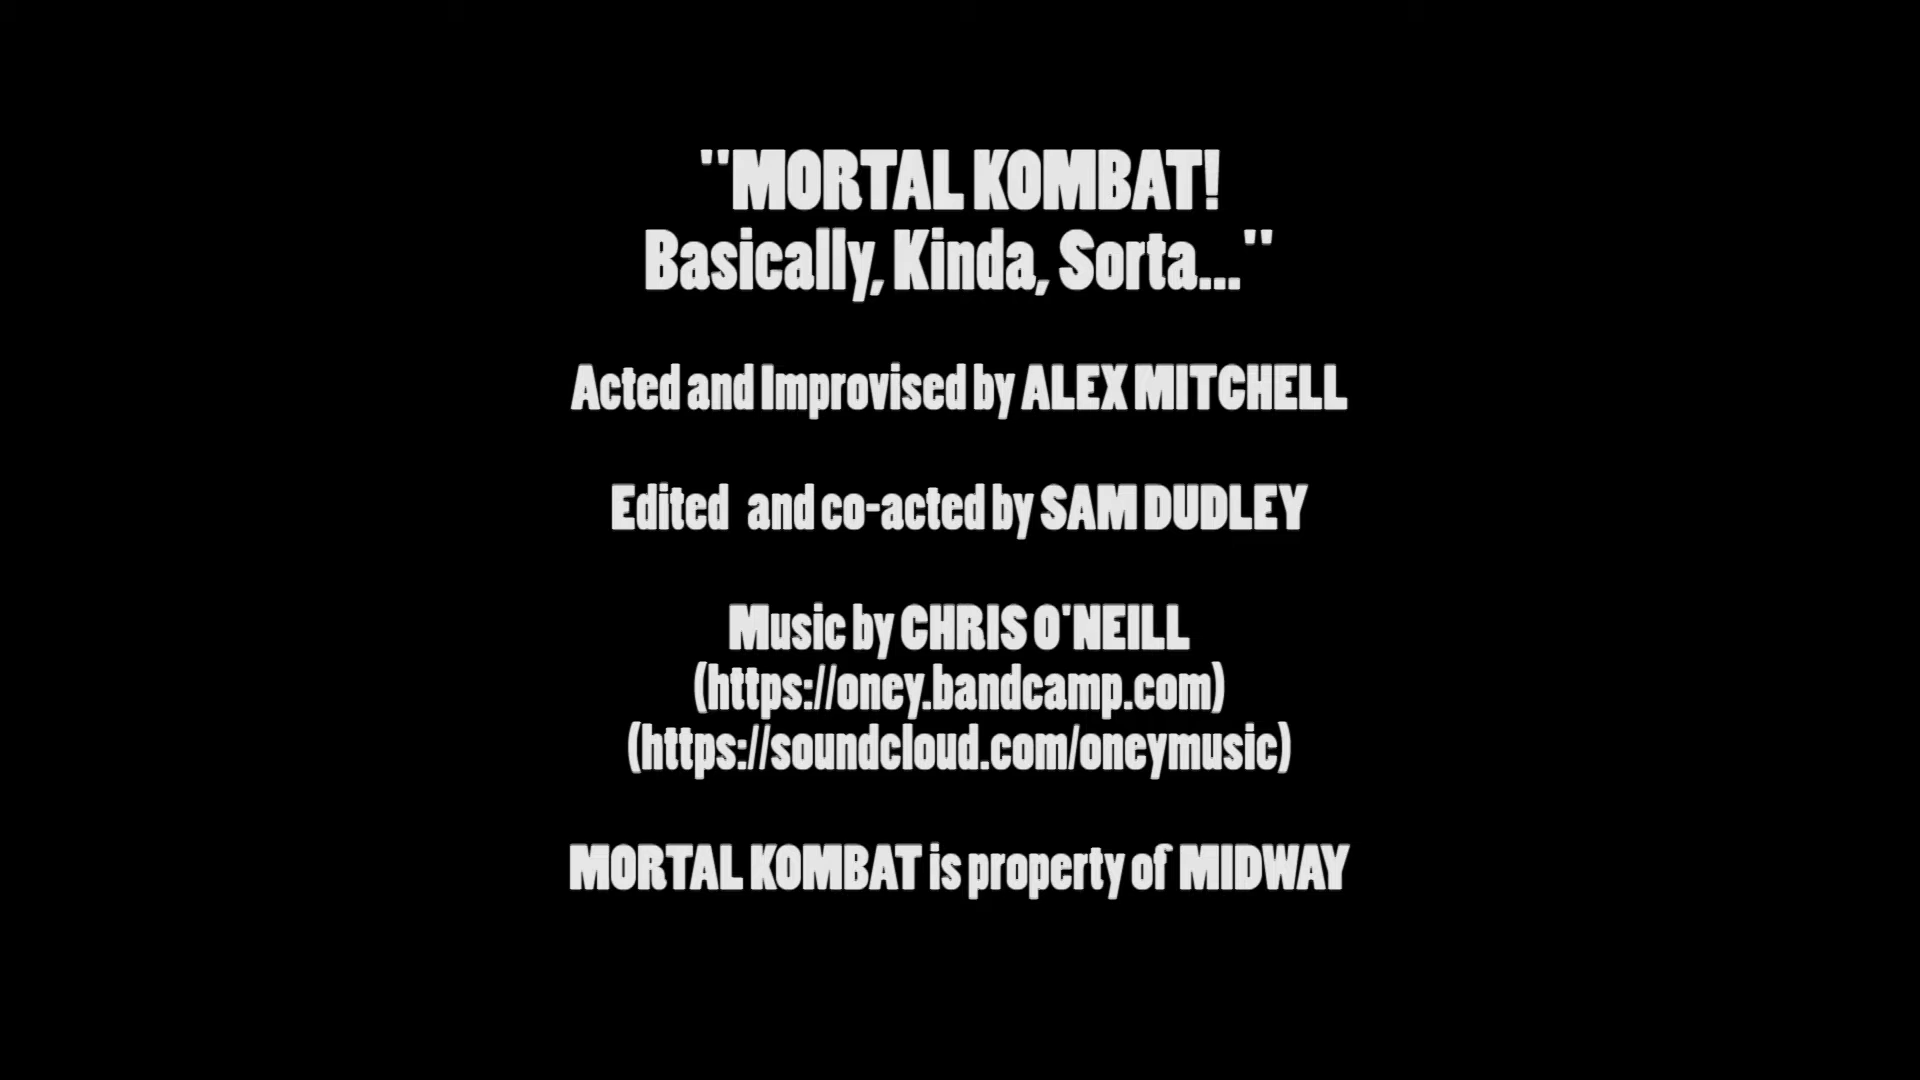 "MORTAL KOMBAT!
Basically, Kinda, Sorta..."
Acted and Improvised by ALEX MITCHELL
Edited  and co-acted by SAM DUDLEY
Music by CHRIS O'NEILL
(https://oney.bandcamp.com)
(https://soundcloud.com/oneymusic)
MORTAL KOMBAT is property of MIDWAY